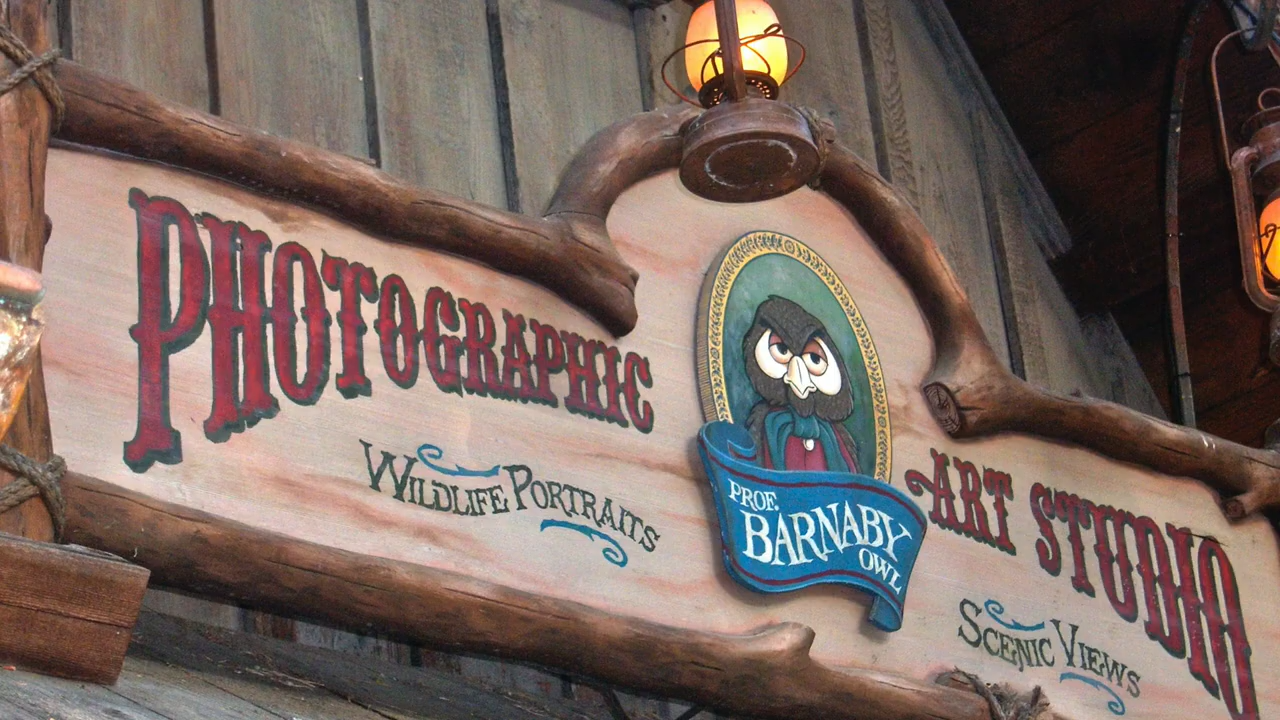 PHOTOGRAPHIC
WILDLIFE PORTRAITS
PROF.
BARNABY
OWL
ART STUDIO
SCENIC VIEWS